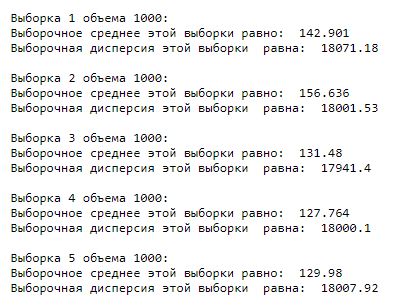 Выборка 1 объема 1000:
Выборочное среднее этой выборки равно:  142.901
Выборочная дисперсия этой выборки  равна:  18071.18
Выборка 2 объема 1000:
Выборочное среднее этой выборки равно:  156.636
Выборочная дисперсия этой выборки  равна:  18001.53
Выборка 3 объема 1000:
Выборочное среднее этой выборки равно:  131.48
Выборочная дисперсия этой выборки  равна:  17941.4
Выборка 4 объема 1000:
Выборочное среднее этой выборки равно:  127.764
Выборочная дисперсия этой выборки  равна:  18000.1
Выборка 5 объема 1000:
Выборочное среднее этой выборки равно:  129.98
Выборочная дисперсия этой выборки  равна:  18007.92